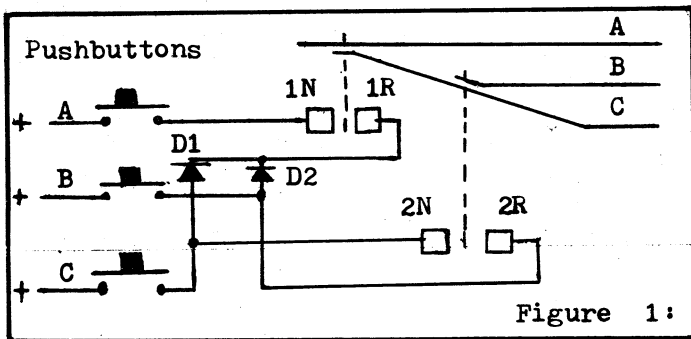 A
Pushbuttons
B
1N 1R
C
+ A
D1
+ B
D2
2N 2R
+ C
Figure 1: